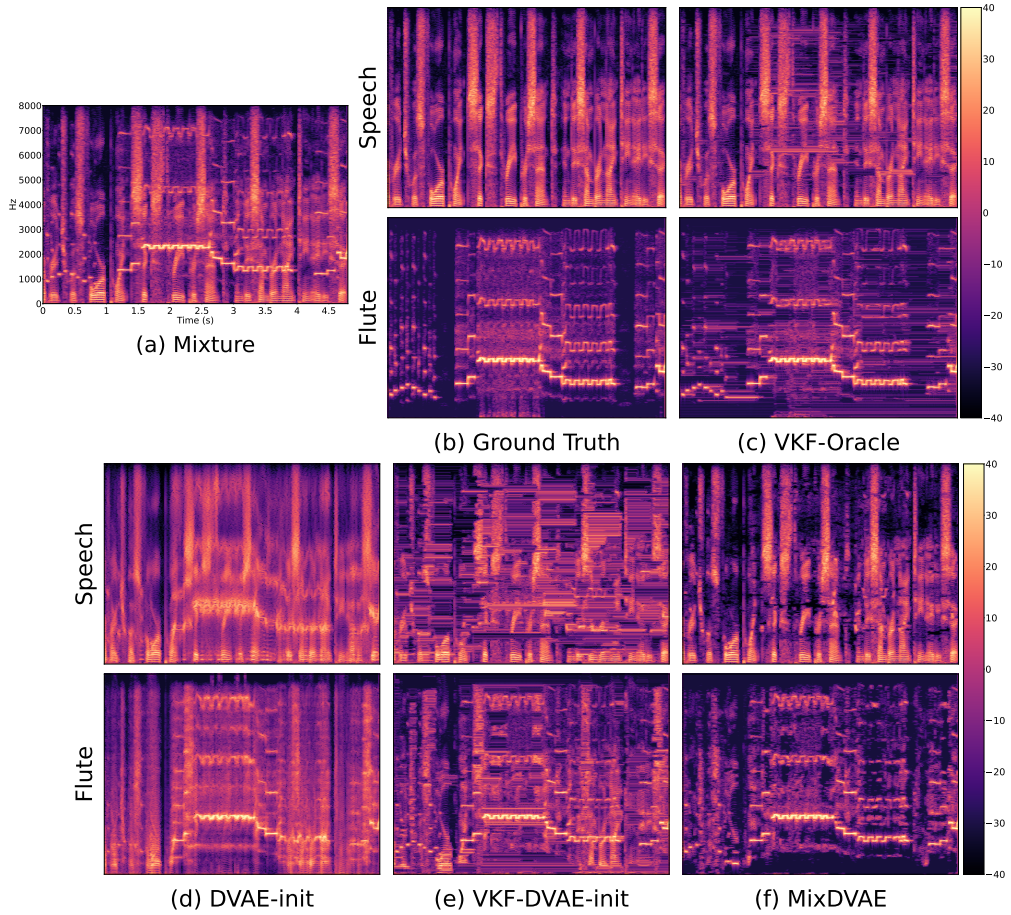 Speech
40
30
20
10
0
−10
−20
−30
−40
8000
7000
6000
5000
4000
3000
2000
1000
0
Hz
0 0.5 1 1.5 2 2.5 3 3.5 4 4.5
Time (s)
(a) Mixture
Flute
(b) Ground Truth (c) VKF-Oracle
Speech
40
30
20
10
0
−10
−20
−30
−40
Flute
(d) DVAE-init (e) VKF-DVAE-init (f) MixDVAE